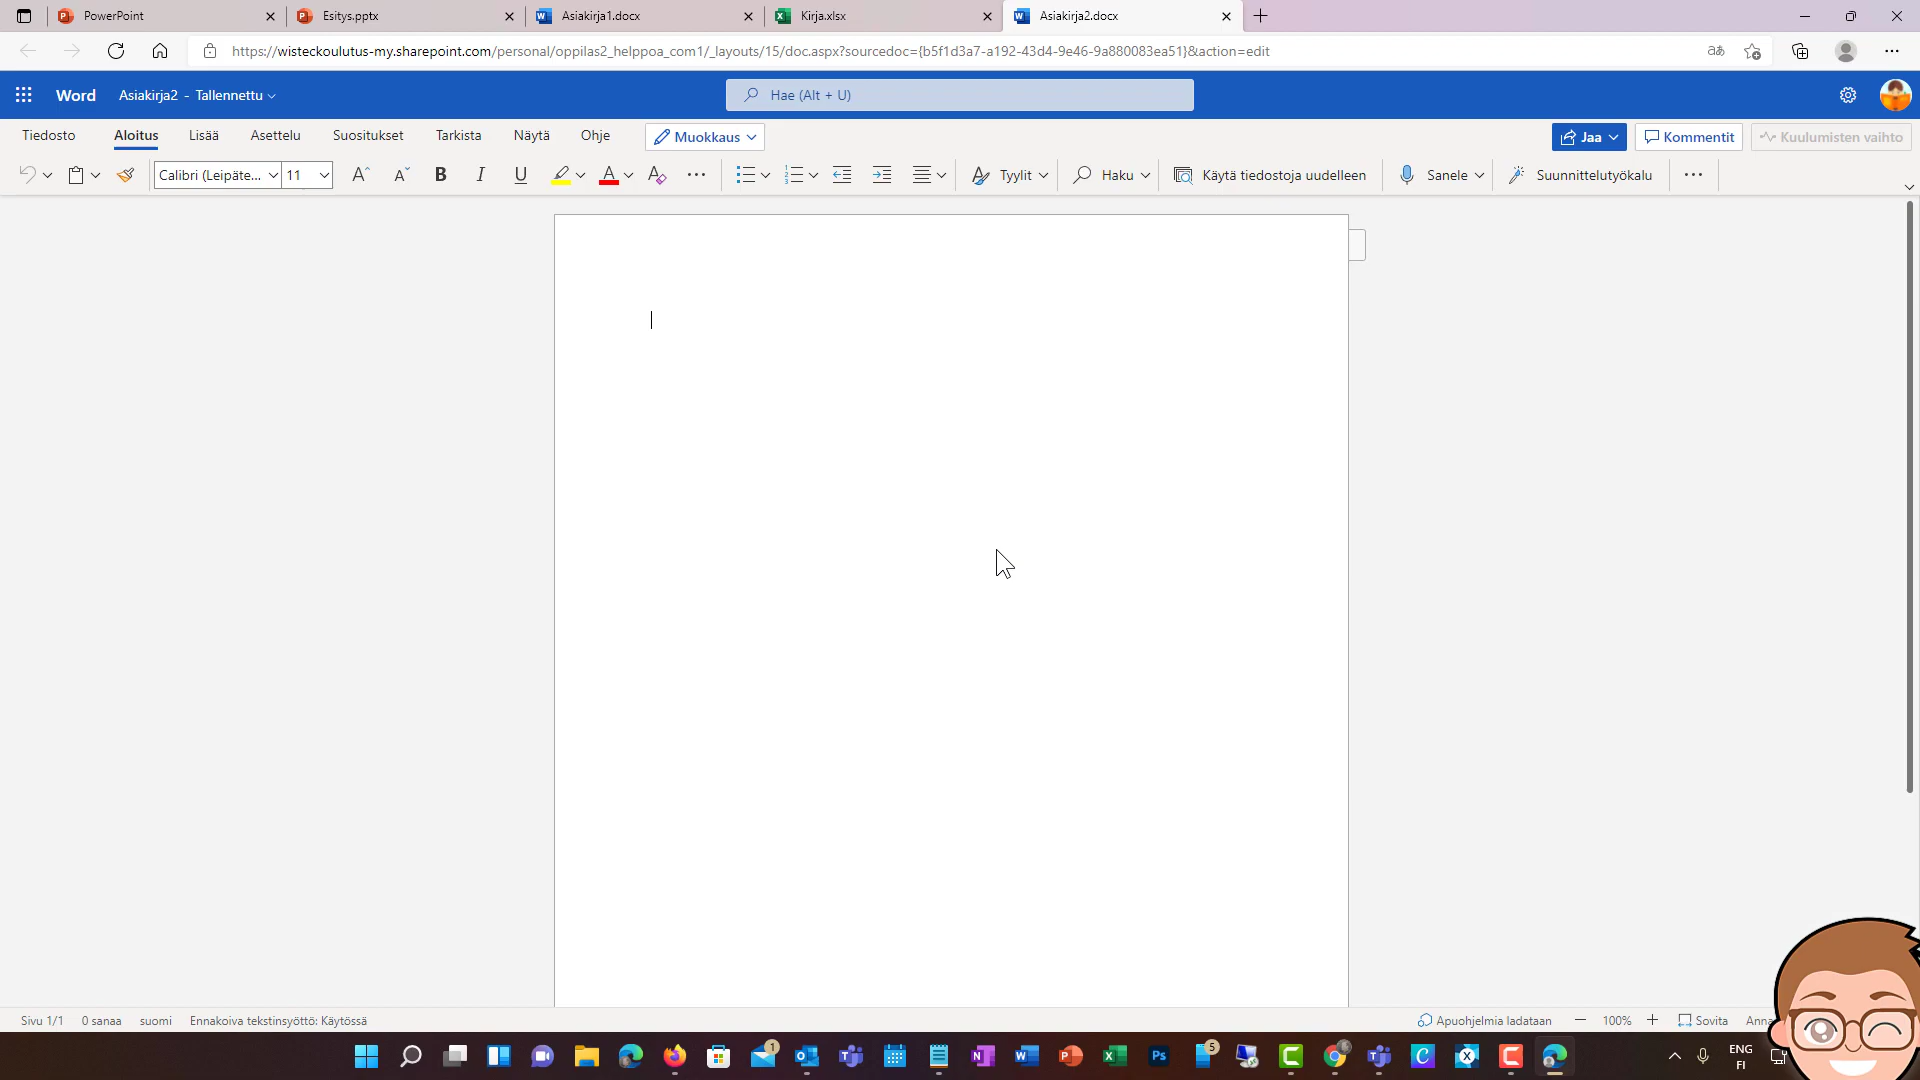 PowerPoint
Esitys.pptx
Asiakirja1.docx
Kirja.xlsx
Asiakirja2.docx
https://wisteckoulutus-my.sharepoint.com/personal/oppilas2_helppoa_com1/_layouts/15/doc.aspx?sourcedoc={b5f1d3a7-a192-43d4-9e46-9a880083ea51}&action=edit
Word Asiakirja2 - Tallennettu
Hae (Alt + U)
Tiedosto Aloitus Lisää Asettelu Suositukset Tarkista Näytä Ohje Muokkaus Jaa Kommentit Kuulumisten vaihto
Calibri (Leipäte... 11 B I U Tyylit Haku Käytä tiedostoja uudelleen Sanele Suunnittelutyökalu
Sivu 1/1 0 sanaa suomi Ennakoiva tekstinsyöttö: Käytössä Apuohjelmia ladataan 100% Sovita
1 5 ENG
FI